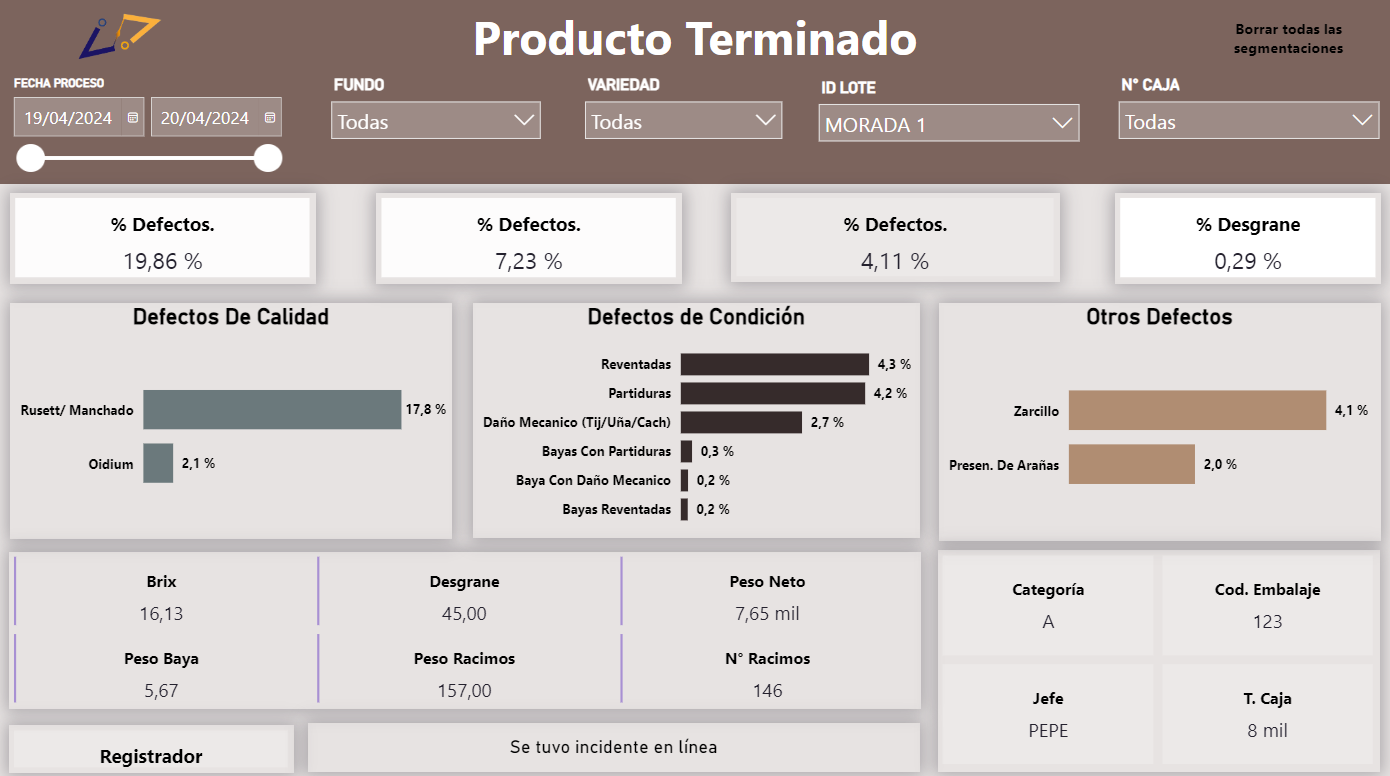 Producto Terminado
Borrar todas las
segmentaciones
FECHA PROCESO
19/04/2024
20/04/2024
FUNDO
Todas
VARIEDAD
Todas
ID LOTE
MORADA 1
N° CAJA
Todas
% Defectos.
19,86 %
% Defectos.
7,23 %
% Defectos.
4,11 %
% Desgrane
0,29 %
Defectos De Calidad
Rusett/ Manchado
17,8 %
Oidium
2,1 %
Defectos de Condición
Reventadas
4,3 %
Partiduras
4,2 %
Daño Mecanico (Tij/Uña/Cach)
2,7 %
Bayas Con Partiduras
0,3 %
Baya Con Daño Mecanico
0,2 %
Bayas Reventadas
0,2 %
Otros Defectos
Zarcillo
4,1 %
Presen. De Arañas
2,0 %
Brix
16,13
Desgrane
45,00
Peso Neto
7,65 mil
Peso Baya
5,67
Peso Racimos
157,00
N° Racimos
146
Categoría
A
Cod. Embalaje
123
Jefe
PEPE
T. Caja
8 mil
Registrador
Se tuvo incidente en línea